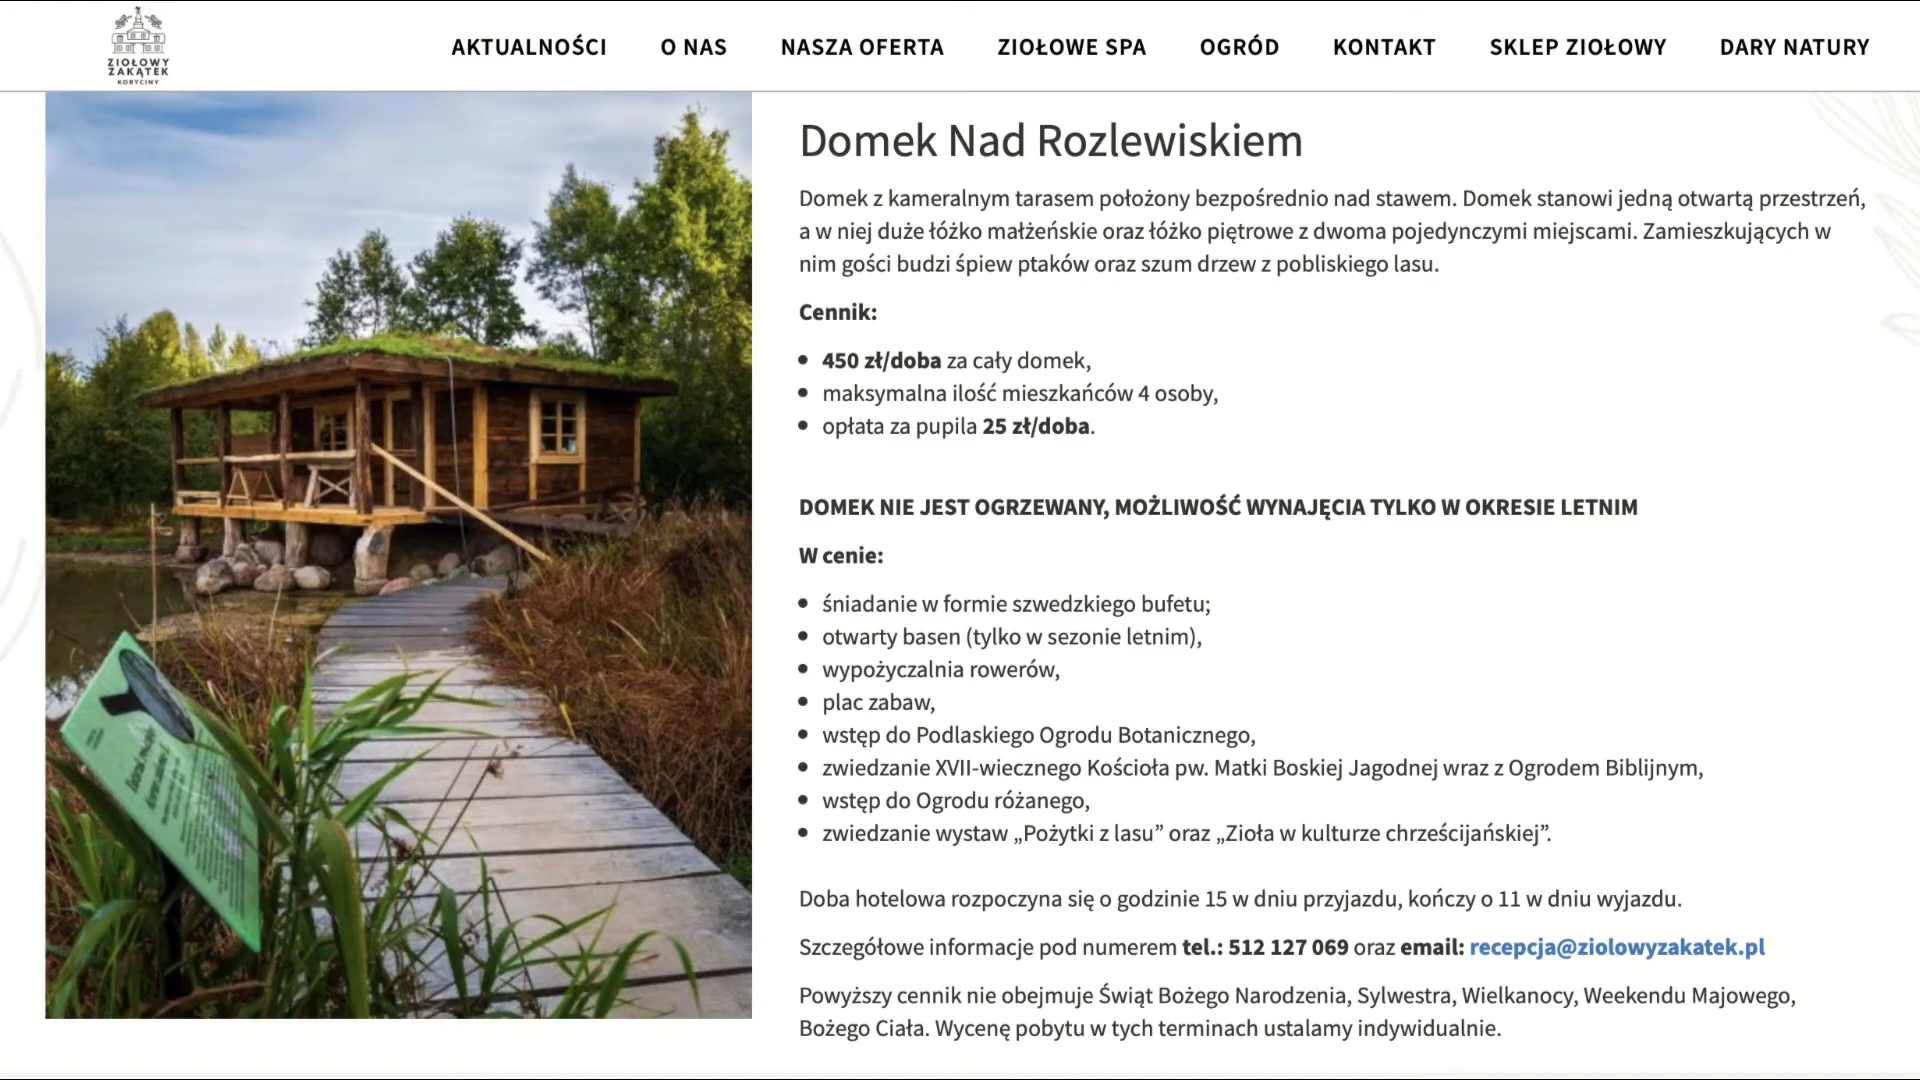 ZIOŁOWY
ZAKĄTEK
KORYCINY
AKTUALNOŚCI O NAS NASZA OFERTA ZIOŁOWE SPA OGRÓD KONTAKT SKLEP ZIOŁOWY DARY NATURY
Domek Nad Rozlewiskiem
Domek z kameralnym tarasem położony bezpośrednio nad stawem. Domek stanowi jedną otwartą przestrzeń,
a w niej duże łóżko małżeńskie oraz łóżko piętrowe z dwoma pojedynczymi miejscami. Zamieszkujących w
nim gości budzi śpiew ptaków oraz szum drzew z pobliskiego lasu.
Cennik:
• 450 zł/doba za cały domek,
• maksymalna ilość mieszkańców 4 osoby,
• opłata za pupila 25 zł/doba.
DOMEK NIE JEST OGRZEWANY, MOŻLIWOŚĆ WYNAJĘCIA TYLKO W OKRESIE LETNIM
W cenie:
• śniadanie w formie szwedzkiego bufetu;
• otwarty basen (tylko w sezonie letnim),
• wypożyczalnia rowerów,
• plac zabaw,
• wstęp do Podlaskiego Ogrodu Botanicznego,
• zwiedzanie XVII-wiecznego Kościoła pw. Matki Boskiej Jagodnej wraz z Ogrodem Biblijnym,
• wstęp do Ogrodu różanego,
• zwiedzanie wystaw „Pożytki z lasu” oraz „Zioła w kulturze chrześcijańskiej”.
Doba hotelowa rozpoczyna się o godzinie 15 w dniu przyjazdu, kończy o 11 w dniu wyjazdu.
Szczegółowe informacje pod numerem tel.: 512 127 069 oraz email: recepcja@ziolowyzakatek.pl
Powyższy cennik nie obejmuje Świąt Bożego Narodzenia, Sylwestra, Wielkanocy, Weekendu Majowego,
Bożego Ciała. Wycenę pobytu w tych terminach ustalamy indywidualnie.